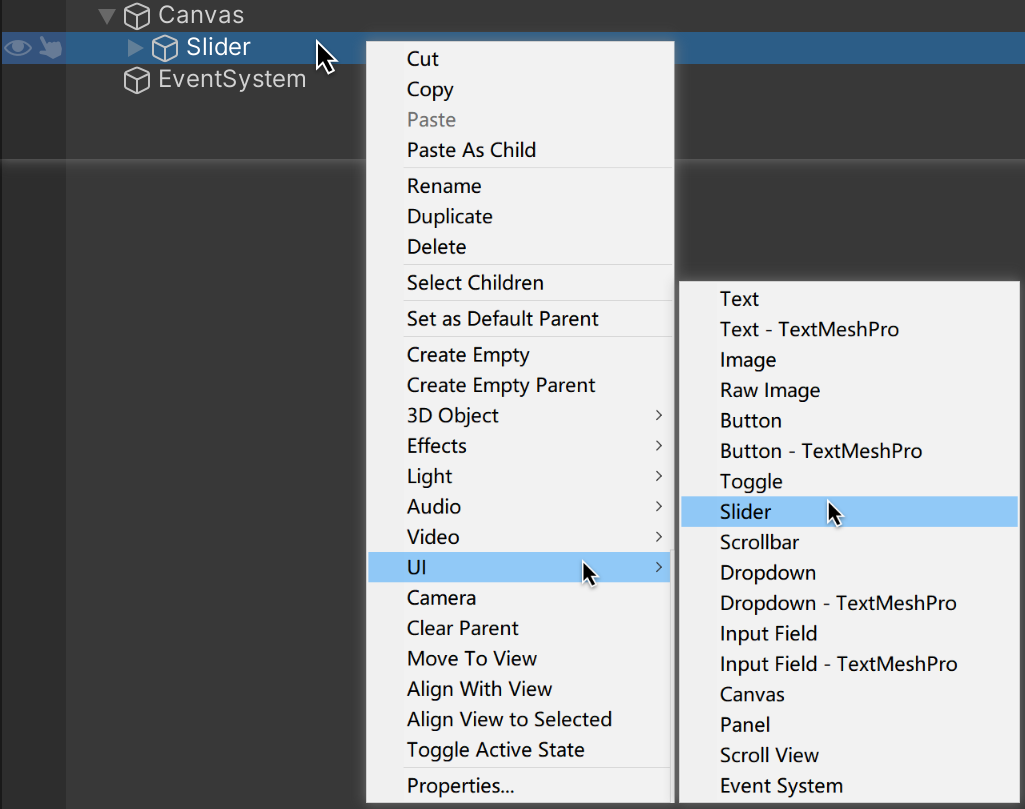 Canvas
Slider
EventSystem
Cut
Copy
Paste
Paste As Child
Rename
Duplicate
Delete
Select Children
Set as Default Parent
Create Empty
Create Empty Parent
3D Object
Effects
Light
Audio
Video
UI
Camera
Clear Parent
Move To View
Align With View
Align View to Selected
Toggle Active State
Properties...
Text
Text - TextMeshPro
Image
Raw Image
Button
Button - TextMeshPro
Toggle
Slider
Scrollbar
Dropdown
Dropdown - TextMeshPro
Input Field
Input Field - TextMeshPro
Canvas
Panel
Scroll View
Event System